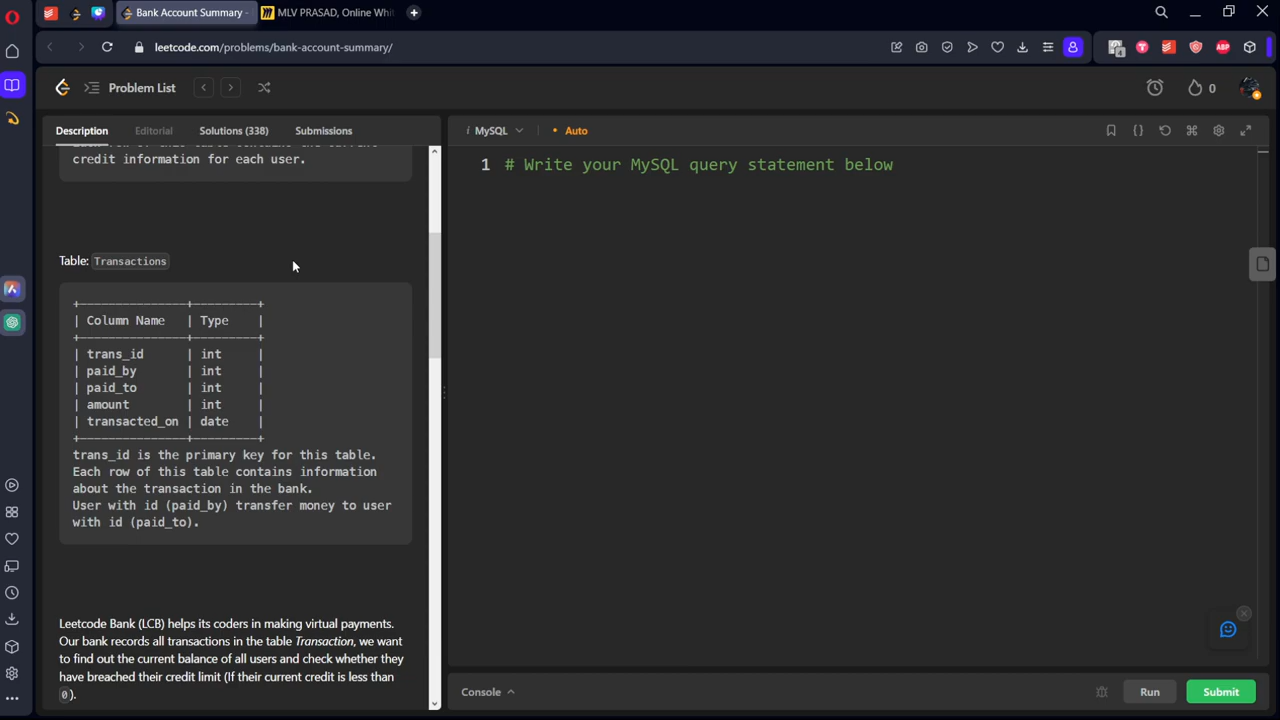 Bank Account Summary -
MLV PRASAD, Online Whi
leetcode.com/problems/bank-account-summary/
4
ABP
Problem List
0
Description
Editorial
Solutions (338)
Submissions
i MySQL
• Auto
credit information for each user.
1 # Write your MySQL query statement below
Table: Transactions
+---------------+---------+
| Column Name | Type |
+---------------+---------+
| trans_id | int |
| paid_by | int |
| paid_to | int |
| amount | int |
| transacted_on | date |
+---------------+---------+
trans_id is the primary key for this table.
Each row of this table contains information
about the transaction in the bank.
User with id (paid_by) transfer money to user
with id (paid_to).
Leetcode Bank (LCB) helps its coders in making virtual payments.
Our bank records all transactions in the table Transaction, we want
to find out the current balance of all users and check whether they
have breached their credit limit (If their current credit is less than
0).
Console
Run
Submit